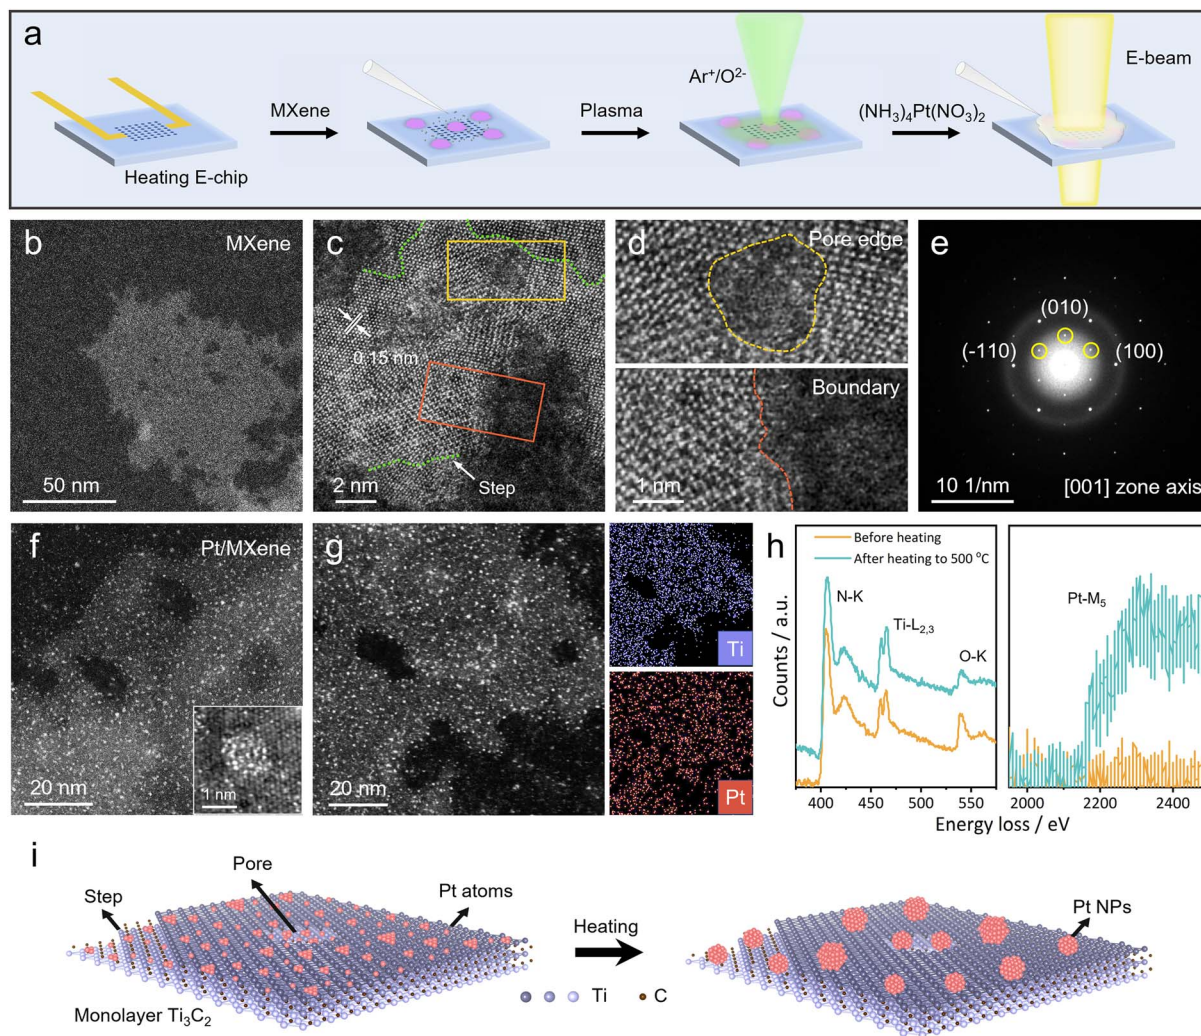 a
Heating E-chip
MXene
Plasma
Ar⁺/O²⁻
(NH₃)₄Pt(NO₃)₂
E-beam
b
MXene
50 nm
c
0.15 nm
Step
2 nm
d
Pore edge
Boundary
1 nm
e
(010)
(-110)
(100)
10 1/nm
[001] zone axis
f
Pt/MXene
20 nm
1 nm
g
20 nm
Ti
Pt
h
Before heating
After heating to 500 °C
N-K
Ti-L₂,₃
O-K
Pt-M₅
Counts / a.u.
400 450 500 550
2000 2200 2400
Energy loss / eV
i
Step
Pore
Pt atoms
Heating
Pt NPs
Monolayer Ti₃C₂
Ti
C